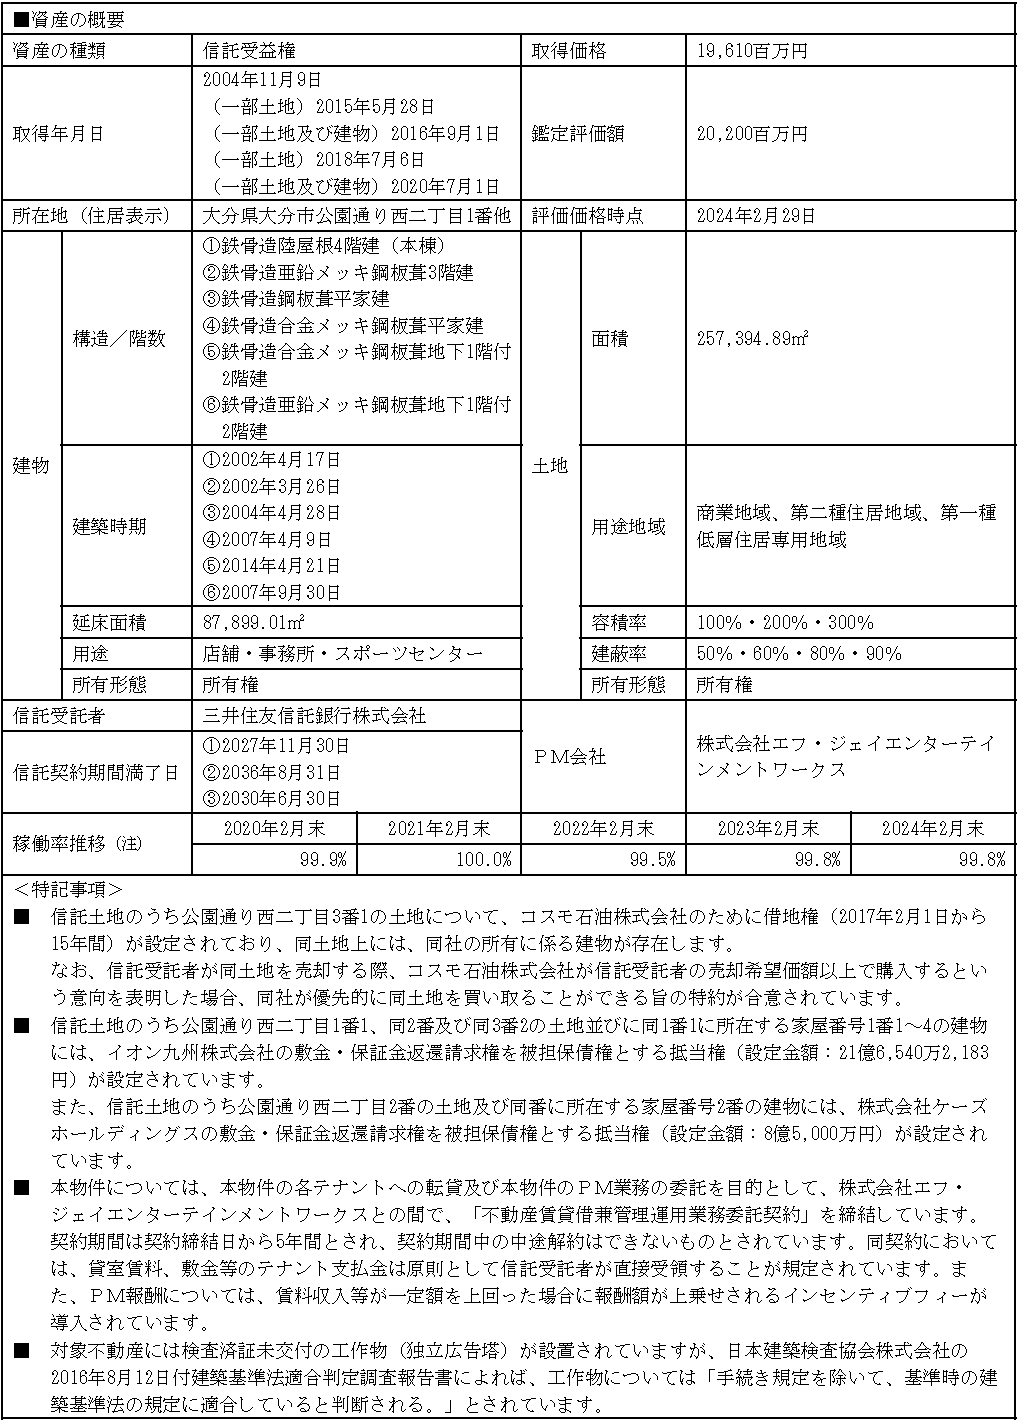 ■資産の概要
資産の種類 信託受益権 取得価格 19,610百万円
取得年月日
2004年11月9日
（一部土地）2015年5月28日
（一部土地及び建物）2016年9月1日
（一部土地）2018年7月6日
（一部土地及び建物）2020年7月1日
鑑定評価額 20,200百万円
所在地（住居表示） 大分県大分市公園通り西二丁目1番他 評価価格時点 2024年2月29日
建物
構造／階数
①鉄骨造陸屋根4階建（本棟）
②鉄骨造亜鉛メッキ鋼板葺3階建
③鉄骨造鋼板葺平家建
④鉄骨造合金メッキ鋼板葺平家建
⑤鉄骨造合金メッキ鋼板葺地下1階付
2階建
⑥鉄骨造亜鉛メッキ鋼板葺地下1階付
2階建
土地
面積 257,394.89㎡
建築時期
①2002年4月17日
②2002年3月26日
③2004年4月28日
④2007年4月9日
⑤2014年4月21日
⑥2007年9月30日
用途地域
商業地域、第二種住居地域、第一種
低層住居専用地域
延床面積 87,899.01㎡ 容積率 100%・200%・300%
用途 店舗・事務所・スポーツセンター 建蔽率 50%・60%・80%・90%
所有形態 所有権 所有形態 所有権
信託受託者 三井住友信託銀行株式会社
ＰＭ会社
株式会社エフ・ジェイエンターテイ
ンメントワークス
信託契約期間満了日
①2027年11月30日
②2036年8月31日
③2030年6月30日
稼働率推移（注）
2020年2月末 2021年2月末 2022年2月末 2023年2月末 2024年2月末
99.9% 100.0% 99.5% 99.8% 99.8%
＜特記事項＞
■ 信託土地のうち公園通り西二丁目3番1の土地について、コスモ石油株式会社のために借地権（2017年2月1日から
15年間）が設定されており、同土地上には、同社の所有に係る建物が存在します。
なお、信託受託者が同土地を売却する際、コスモ石油株式会社が信託受託者の売却希望価額以上で購入するとい
う意向を表明した場合、同社が優先的に同土地を買い取ることができる旨の特約が合意されています。
■ 信託土地のうち公園通り西二丁目1番1、同2番及び同3番2の土地並びに同1番1に所在する家屋番号1番1～4の建物
には、イオン九州株式会社の敷金・保証金返還請求権を被担保債権とする抵当権（設定金額：21億6,540万2,183
円）が設定されています。
また、信託土地のうち公園通り西二丁目2番の土地及び同番に所在する家屋番号2番の建物には、株式会社ケーズ
ホールディングスの敷金・保証金返還請求権を被担保債権とする抵当権（設定金額：8億5,000万円）が設定され
ています。
■ 本物件については、本物件の各テナントへの転貸及び本物件のＰＭ業務の委託を目的として、株式会社エフ・
ジェイエンターテインメントワークスとの間で、「不動産賃貸借兼管理運用業務委託契約」を締結しています。
契約期間は契約締結日から5年間とされ、契約期間中の中途解約はできないものとされています。同契約において
は、貸室賃料、敷金等のテナント支払金は原則として信託受託者が直接受領することが規定されています。ま
た、ＰＭ報酬については、賃料収入等が一定額を上回った場合に報酬額が上乗せされるインセンティブフィーが
導入されています。
■ 対象不動産には検査済証未交付の工作物（独立広告塔）が設置されていますが、日本建築検査協会株式会社の
2016年8月12日付建築基準法適合判定調査報告書によれば、工作物については「手続き規定を除いて、基準時の建
築基準法の規定に適合していると判断される。」とされています。